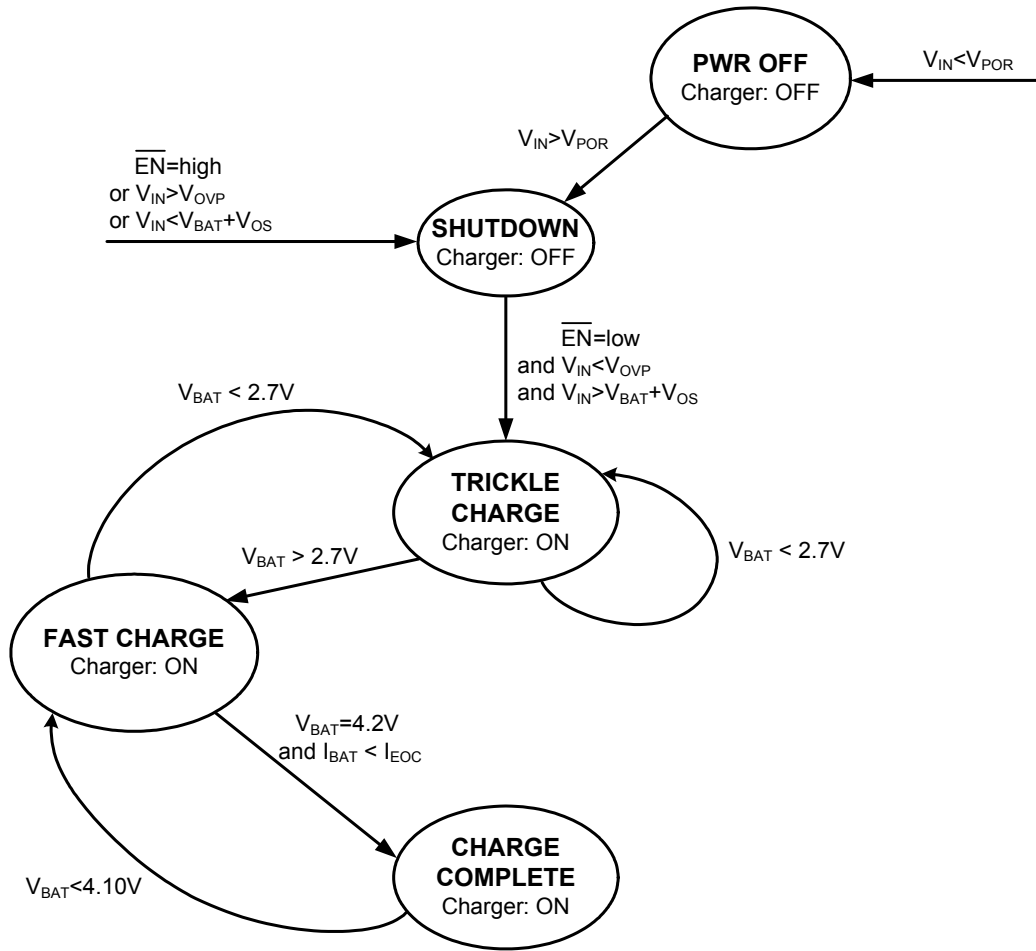 PWR OFF
Charger: OFF
V_IN<V_POR
V_IN>V_POR
E̅N̅=high
or V_IN>V_OVP
or V_IN<V_BAT+V_OS
SHUTDOWN
Charger: OFF
E̅N̅=low
and V_IN<V_OVP
and V_IN>V_BAT+V_OS
V_BAT < 2.7V
TRICKLE
CHARGE
Charger: ON
V_BAT < 2.7V
V_BAT > 2.7V
FAST CHARGE
Charger: ON
V_BAT=4.2V
and I_BAT < I_EOC
V_BAT<4.10V
CHARGE
COMPLETE
Charger: ON